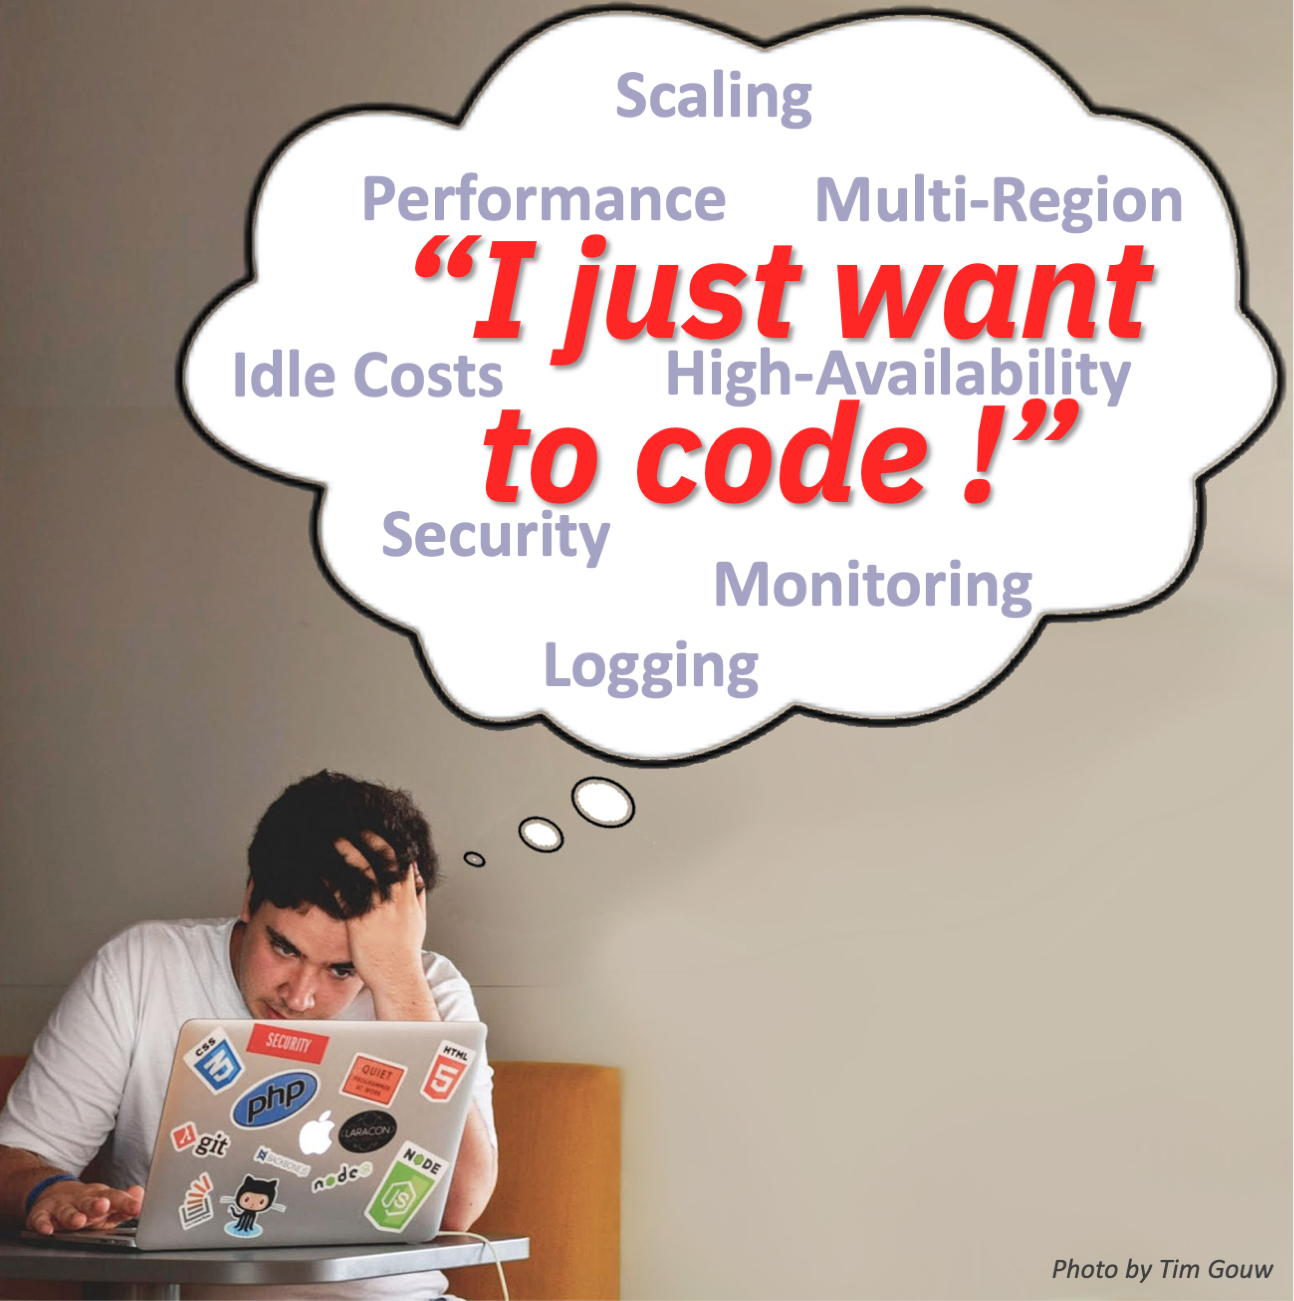 Scaling
Performance Multi-Region
“I just want
Idle Costs High-Availability
to code !”
Security
Monitoring
Logging
CSS
SECURITY
HTML
5
QUIET
PROGRAMMER
AT WORK
php
LARACON
git
BACKBONE.JS
node
NODE
JS
Photo by Tim Gouw